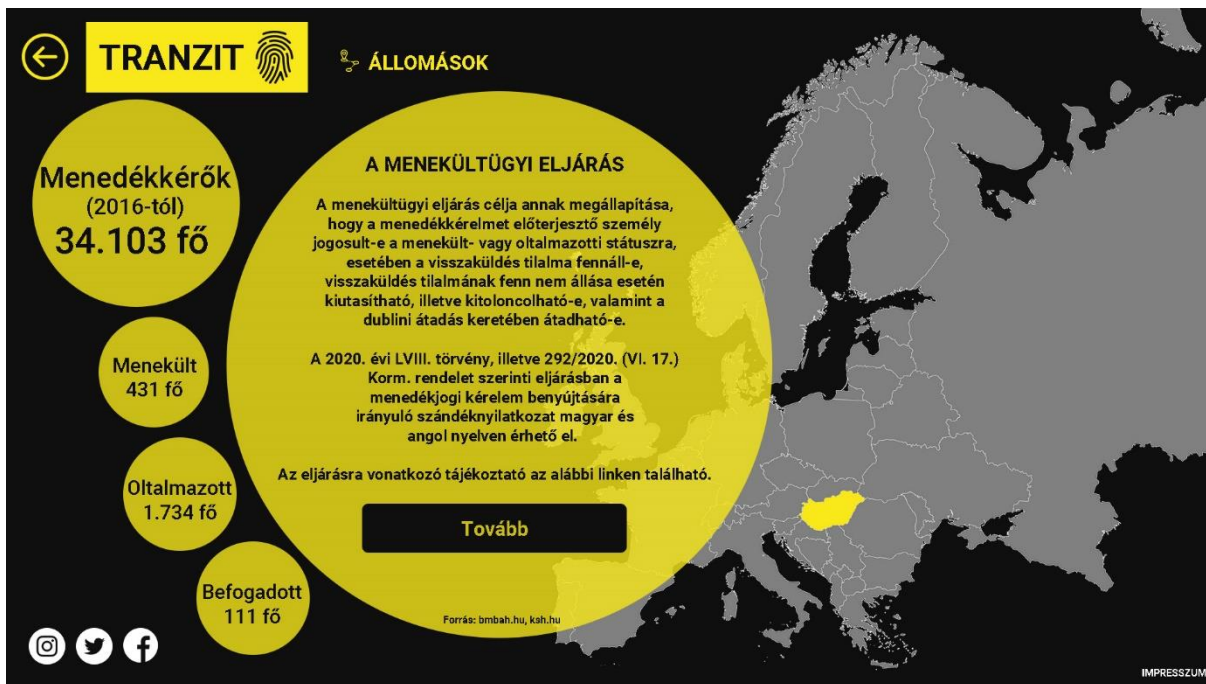 TRANZIT
ÁLLOMÁSOK
Menedékkérők
(2016-tól)
34.103 fő
Menekült
431 fő
Oltalmazott
1.734 fő
Befogadott
111 fő
A MENEKÜLTÜGYI ELJÁRÁS
A menekültügyi eljárás célja annak megállapítása,
hogy a menedékkérelmet előterjesztő személy
jogosult-e a menekült- vagy oltalmazotti státuszra,
esetében a visszaküldés tilalma fennáll-e,
visszaküldés tilalmának fenn nem állása esetén
kiutasítható, illetve kitoloncolható-e, valamint a
dublini átadás keretében átadható-e.
A 2020. évi LVIII. törvény, illetve 292/2020. (VI. 17.)
Korm. rendelet szerinti eljárásban a
menedékjogi kérelem benyújtására
irányuló szándéknyilatkozat magyar és
angol nyelven érhető el.
Az eljárásra vonatkozó tájékoztató az alábbi linken található.
Tovább
Forrás: bmbah.hu, ksh.hu
IMPRESSZUM